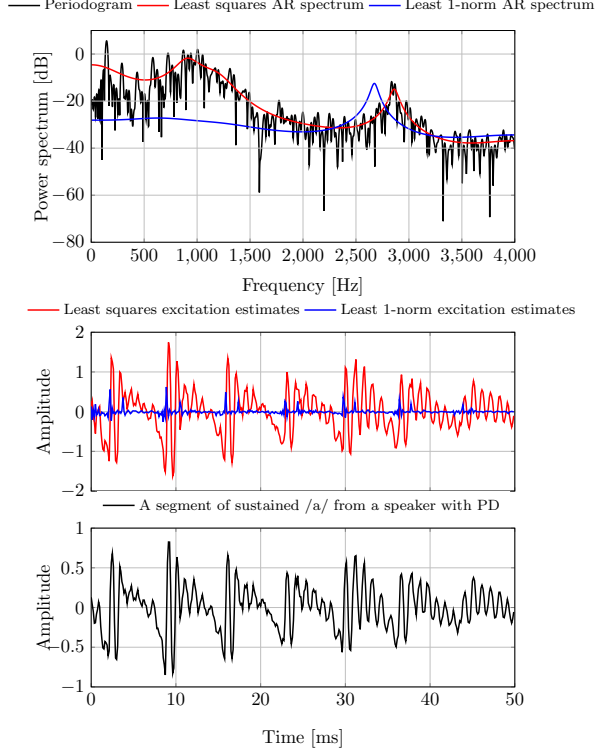 Periodogram Least squares AR spectrum Least 1-norm AR spectrum
0
−20
−40
−60
−80
Power spectrum [dB]
0 500 1,000 1,500 2,000 2,500 3,000 3,500 4,000
Frequency [Hz]
Least squares excitation estimates Least 1-norm excitation estimates
2
1
0
−1
−2
Amplitude
A segment of sustained /a/ from a speaker with PD
1
0.5
0
−0.5
−1
Amplitude
0 10 20 30 40 50
Time [ms]